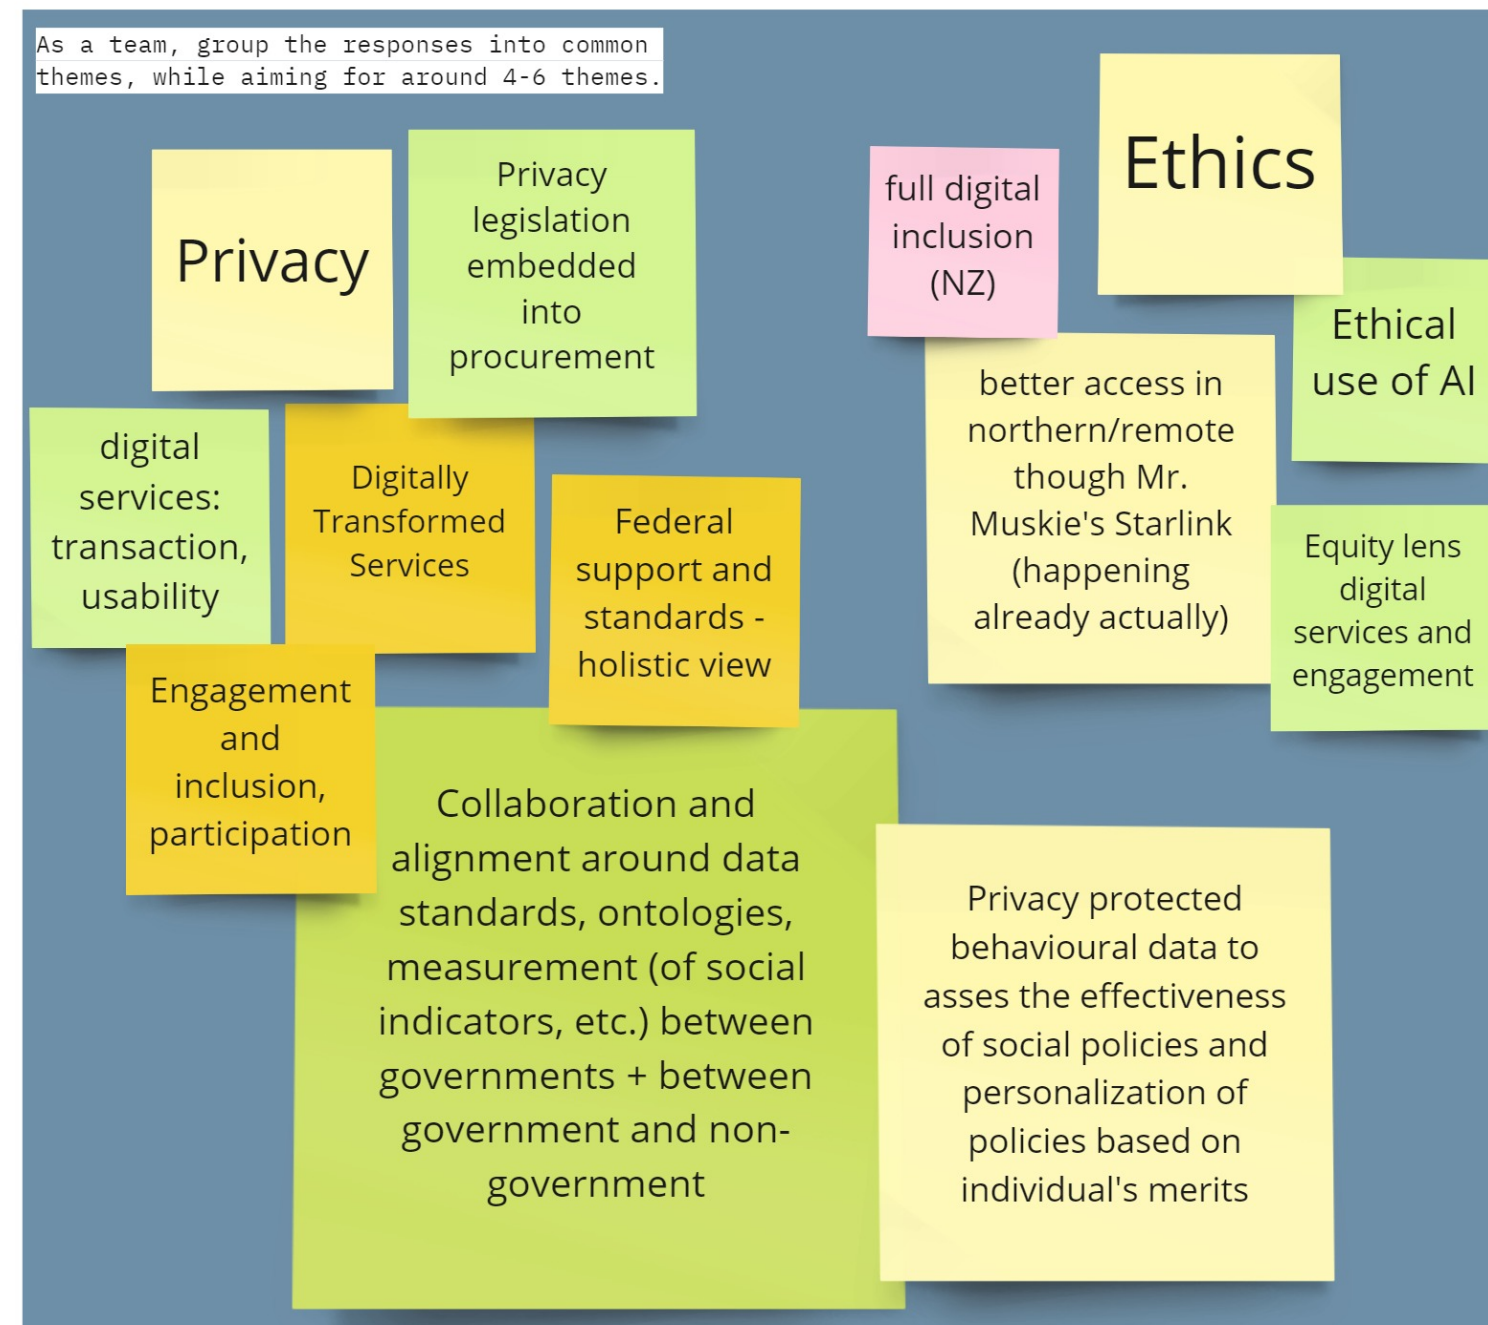 As a team, group the responses into common
themes, while aiming for around 4-6 themes.
Privacy
Privacy
legislation
embedded
into
procurement
digital
services:
transaction,
usability
Digitally
Transformed
Services
Federal
support and
standards -
holistic view
Engagement
and
inclusion,
participation
Collaboration and
alignment around data
standards, ontologies,
measurement (of social
indicators, etc.) between
governments + between
government and non-
government
Ethics
full digital
inclusion
(NZ)
Ethical
use of AI
better access in
northern/remote
though Mr.
Muskie's Starlink
(happening
already actually)
Equity lens
digital
services and
engagement
Privacy protected
behavioural data to
asses the effectiveness
of social policies and
personalization of
policies based on
individual's merits